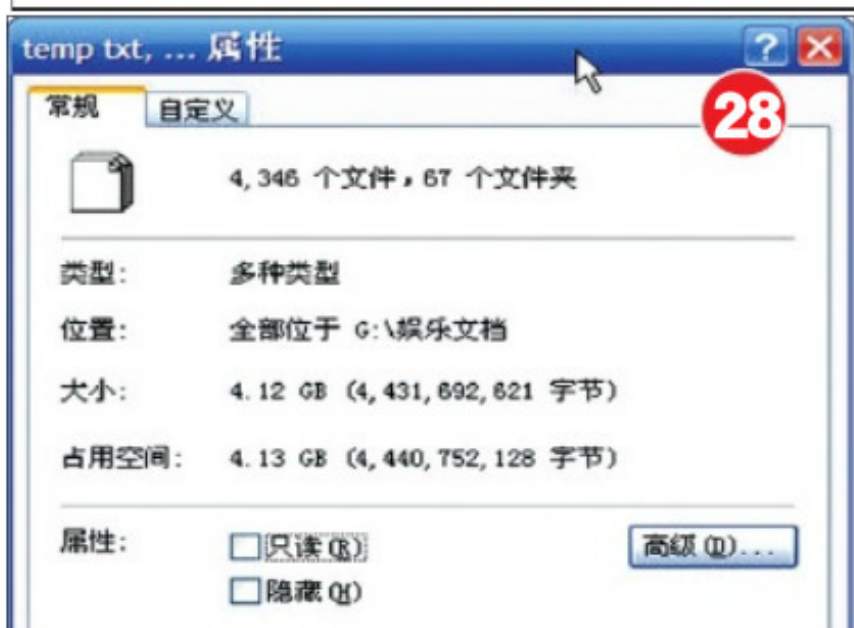 temp txt, ... 属性
常规 自定义
28
4,346 个文件，67 个文件夹
类型: 多种类型
位置: 全部位于 G:\娱乐文档
大小: 4.12 GB (4,431,692,621 字节)
占用空间: 4.13 GB (4,440,752,128 字节)
属性: 只读(R) 高级(D)...
隐藏(H)